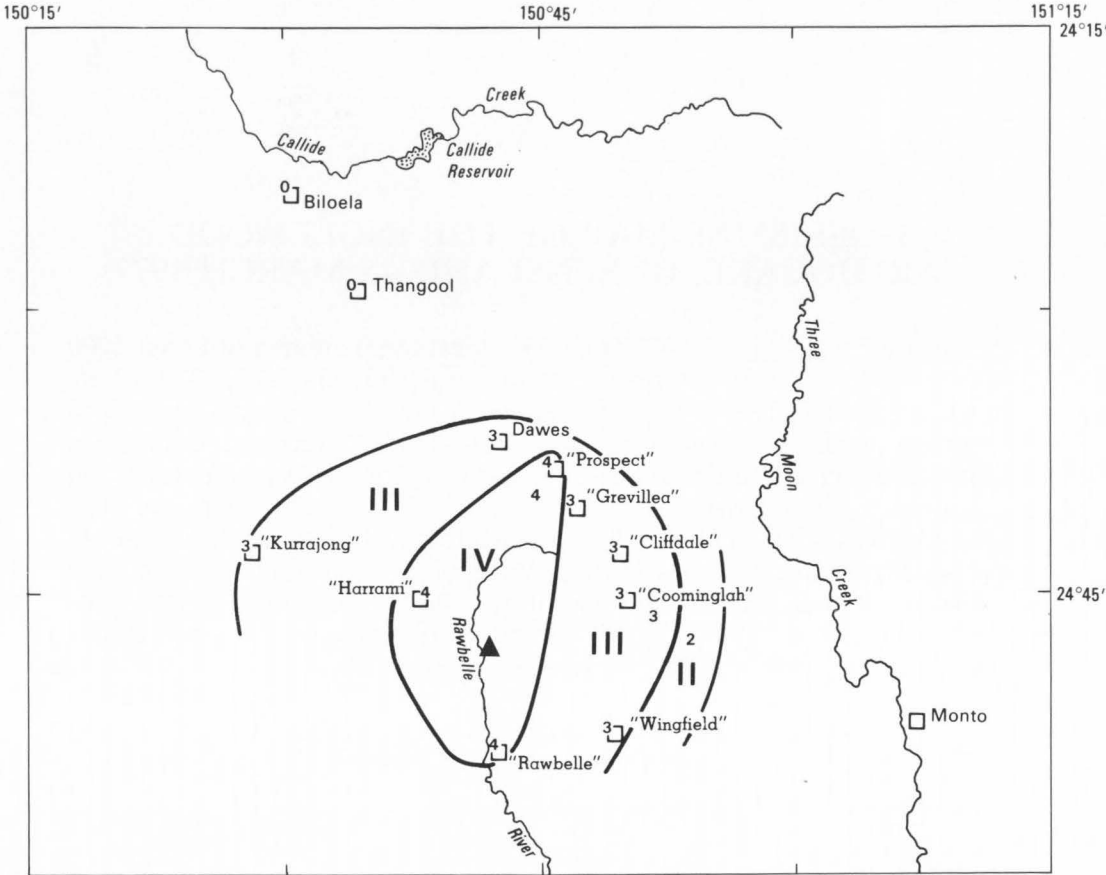 150°15′ 150°45′ 151°15′
24°15′
Creek
Callide
Callide
Reservoir
0 Biloela
0 Thangool
Three
3 Dawes
4 "Prospect"
Moon
III
4
3 "Grevillea"
3 "Kurrajong"
3 "Cliffdale"
IV
Creek
"Harrami" 4
3 "Coominglah"
24°45′
3
Rawbelle
III
2
II
3 "Wingfield"
Monto
4
"Rawbelle"
River